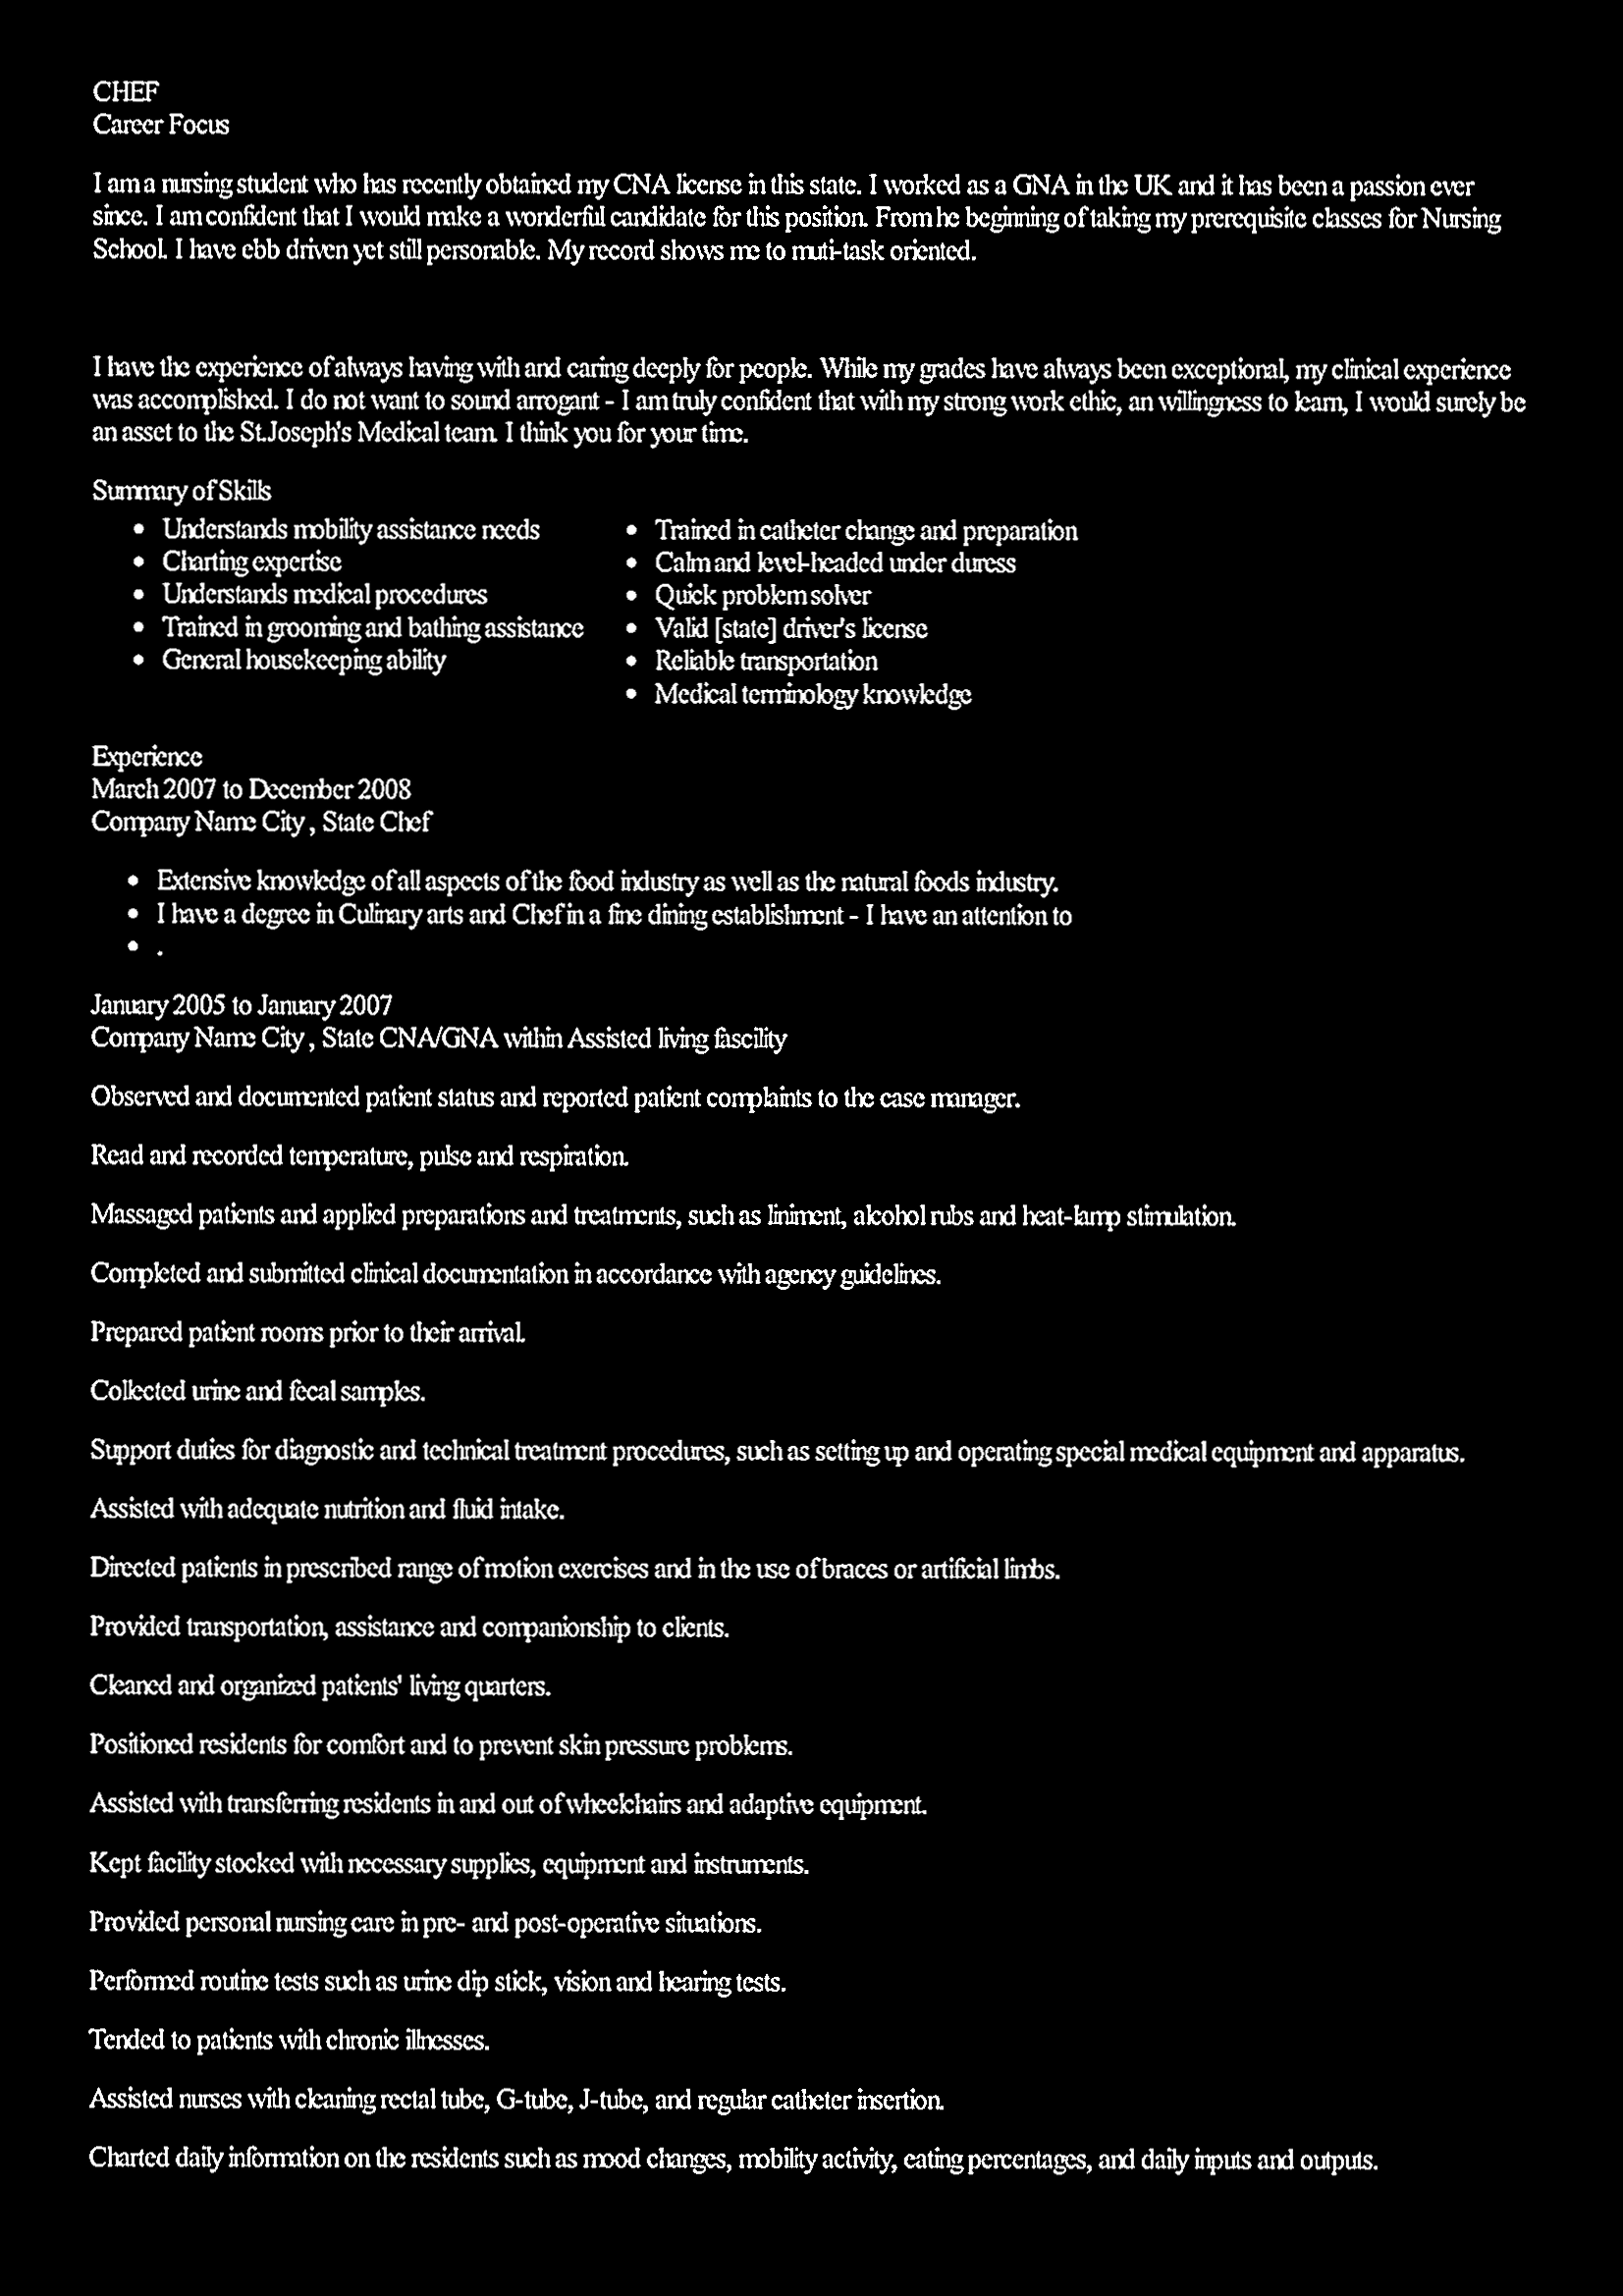 CHEF
Career Focus
I am a nursing student who has recently obtained my CNA license in this state. I worked as a GNA in the UK and it has been a passion ever
since. I am confident that I would make a wonderful candidate for this position. From he beginning of taking my prerequisite classes for Nursing
School. I have ebb driven yet still personable. My record shows me to muti-task oriented.
I have the experience of always having with and caring deeply for people. While my grades have always been exceptional, my clinical experience
was accomplished. I do not want to sound arrogant - I am truly confident that with my strong work ethic, an willingness to learn, I would surely be
an asset to the St.Joseph's Medical team. I think you for your time.
Summary of Skills
• Understands mobility assistance needs
• Charting expertise
• Understands medical procedures
• Trained in grooming and bathing assistance
• General housekeeping ability
• Trained in catheter change and preparation
• Calm and level-headed under duress
• Quick problem solver
• Valid [state] driver's license
• Reliable transportation
• Medical terminology knowledge
Experience
March 2007 to December 2008
Company Name City , State Chef
• Extensive knowledge of all aspects of the food industry as well as the natural foods industry.
• I have a degree in Culinary arts and Chef in a fine dining establishment - I have an attention to
• .
January 2005 to January 2007
Company Name City , State CNA/GNA within Assisted living fascility
Observed and documented patient status and reported patient complaints to the case manager.
Read and recorded temperature, pulse and respiration.
Massaged patients and applied preparations and treatments, such as liniment, alcohol rubs and heat-lamp stimulation.
Completed and submitted clinical documentation in accordance with agency guidelines.
Prepared patient rooms prior to their arrival.
Collected urine and fecal samples.
Support duties for diagnostic and technical treatment procedures, such as setting up and operating special medical equipment and apparatus.
Assisted with adequate nutrition and fluid intake.
Directed patients in prescribed range of motion exercises and in the use of braces or artificial limbs.
Provided transportation, assistance and companionship to clients.
Cleaned and organized patients' living quarters.
Positioned residents for comfort and to prevent skin pressure problems.
Assisted with transferring residents in and out of wheelchairs and adaptive equipment.
Kept facility stocked with necessary supplies, equipment and instruments.
Provided personal nursing care in pre- and post-operative situations.
Performed routine tests such as urine dip stick, vision and hearing tests.
Tended to patients with chronic illnesses.
Assisted nurses with cleaning rectal tube, G-tube, J-tube, and regular catheter insertion.
Charted daily information on the residents such as mood changes, mobility activity, eating percentages, and daily inputs and outputs.